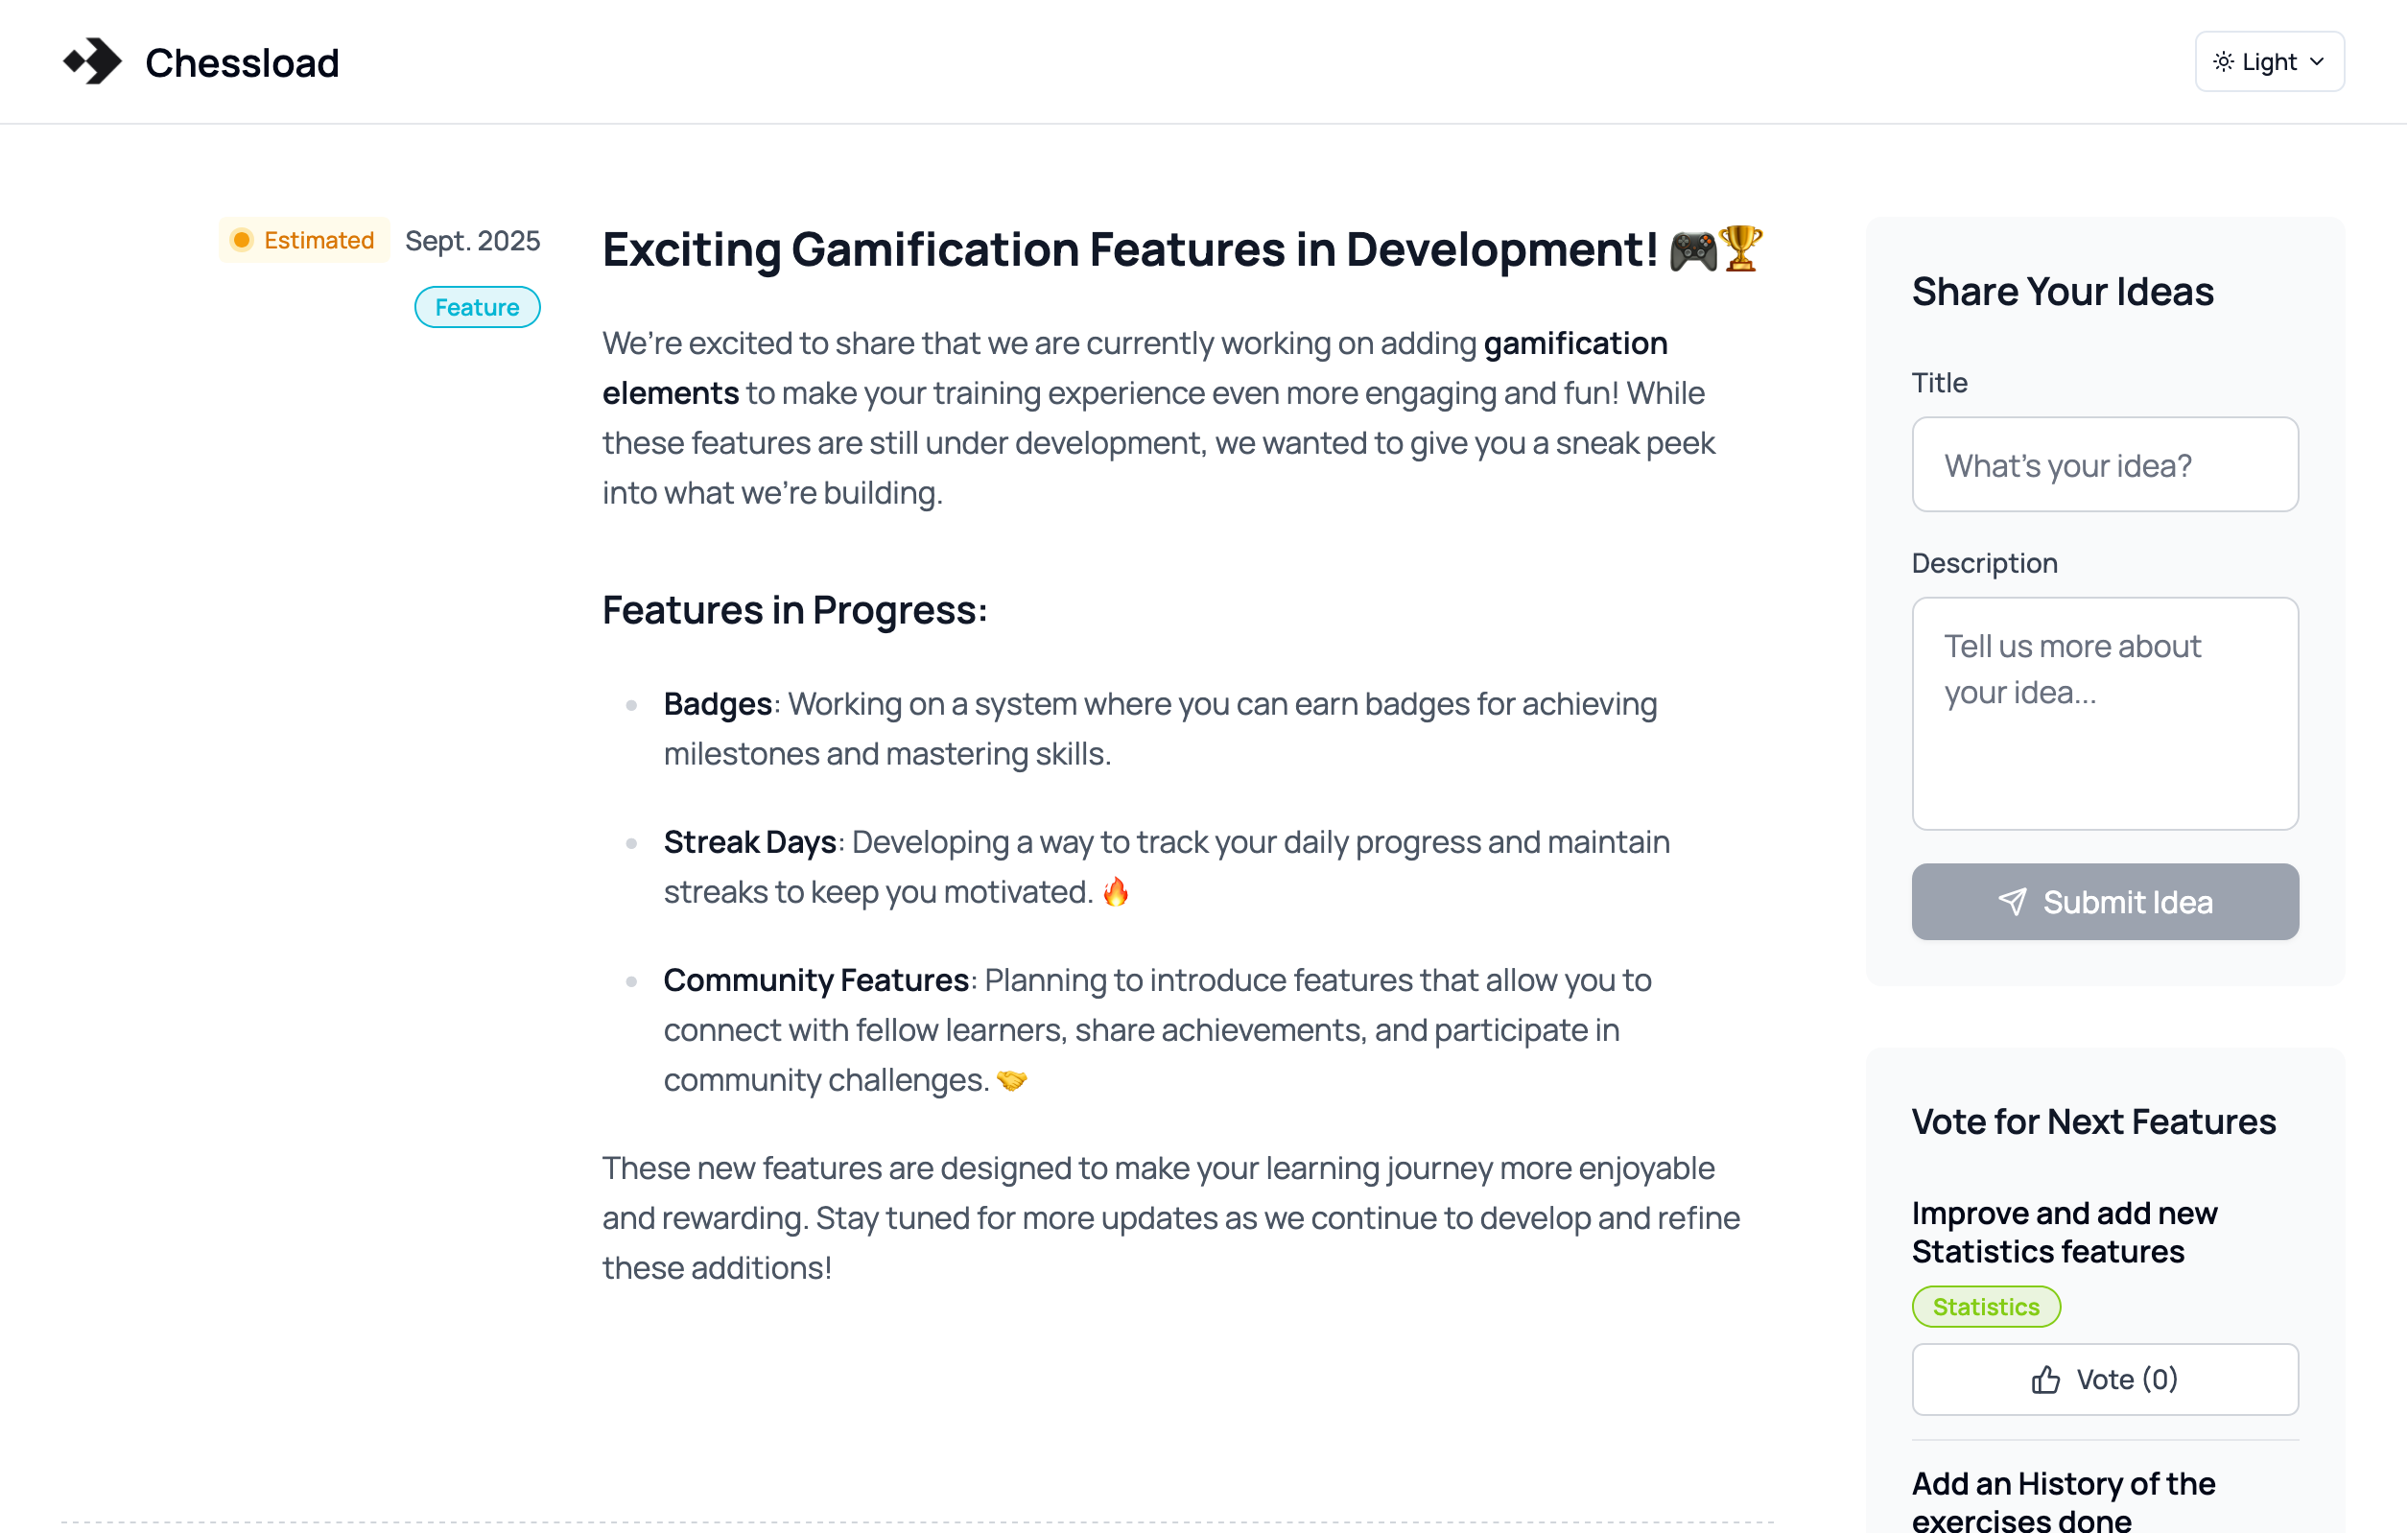 Chessload
Light
Estimated
Sept. 2025
Feature
Exciting Gamification Features in Development! 🎮🏆
We’re excited to share that we are currently working on adding gamification
elements to make your training experience even more engaging and fun! While
these features are still under development, we wanted to give you a sneak peek
into what we’re building.
Features in Progress:
Badges: Working on a system where you can earn badges for achieving
milestones and mastering skills.
Streak Days: Developing a way to track your daily progress and maintain
streaks to keep you motivated. 🔥
Community Features: Planning to introduce features that allow you to
connect with fellow learners, share achievements, and participate in
community challenges. 🤝
These new features are designed to make your learning journey more enjoyable
and rewarding. Stay tuned for more updates as we continue to develop and refine
these additions!
Share Your Ideas
Title
What's your idea?
Description
Tell us more about
your idea...
Submit Idea
Vote for Next Features
Improve and add new
Statistics features
Statistics
Vote (0)
Add an History of the
exercises done